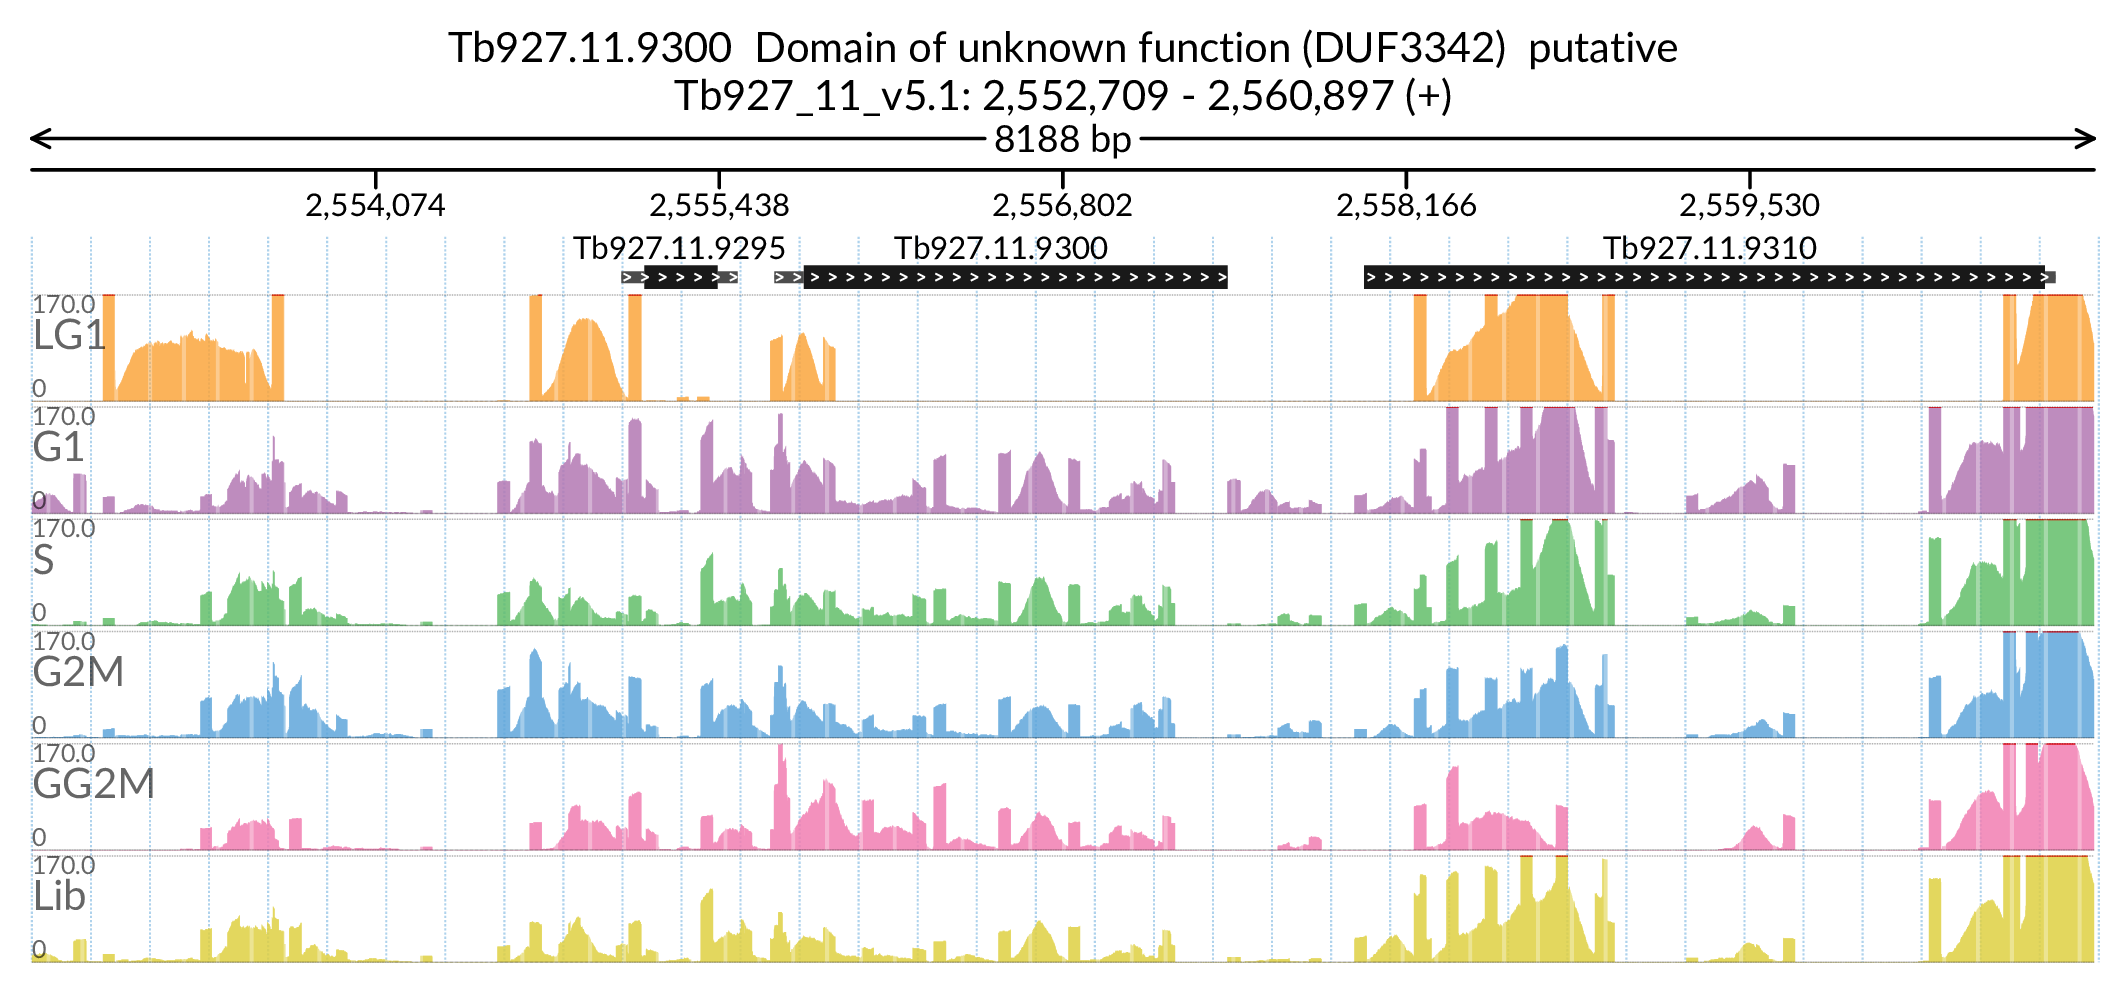 Tb927.11.9300 Domain of unknown function (DUF3342) putative
Tb927_11_v5.1: 2,552,709 - 2,560,897 (+)
8188 bp
2,554,074 2,555,438 2,556,802 2,558,166 2,559,530
Tb927.11.9295 Tb927.11.9300 Tb927.11.9310
170.0
LG1
0
170.0
G1
0
170.0
S
0
170.0
G2M
0
170.0
GG2M
0
170.0
Lib
0